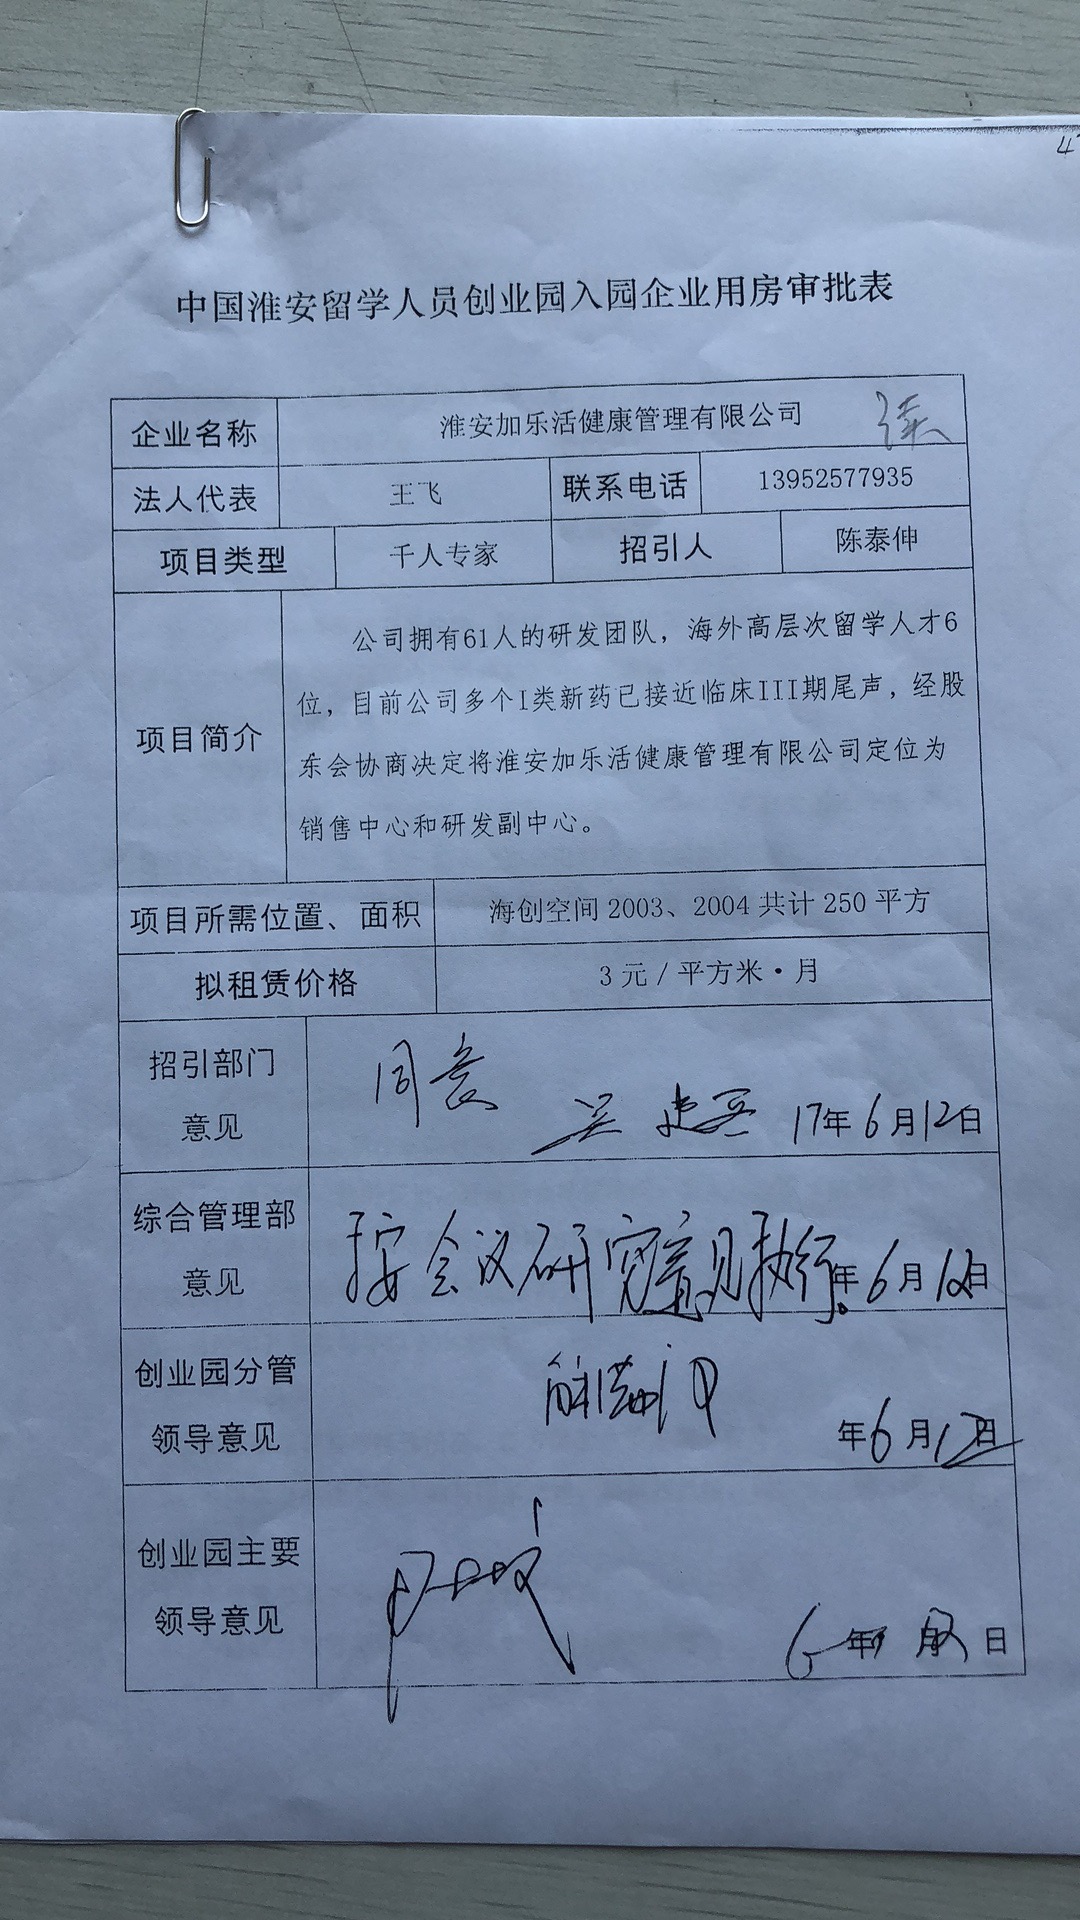 中国淮安留学人员创业园入园企业用房审批表
企业名称 淮安加乐活健康管理有限公司
法人代表 王飞 联系电话 13952577935
项目类型 千人专家 招引人 陈泰伸
项目简介
公司拥有61人的研发团队，海外高层次留学人才6
位，目前公司多个I类新药已接近临床III期尾声，经股
东会协商决定将淮安加乐活健康管理有限公司定位为
销售中心和研发副中心。
项目所需位置、面积 海创空间 2003、2004 共计 250 平方
拟租赁价格 3 元 / 平方米·月
招引部门
意见
同意
17年 6月12日
综合管理部
意见
按会议研究意见执行。年 6月12日
创业园分管
领导意见
年6月12日
创业园主要
领导意见
年 月 日